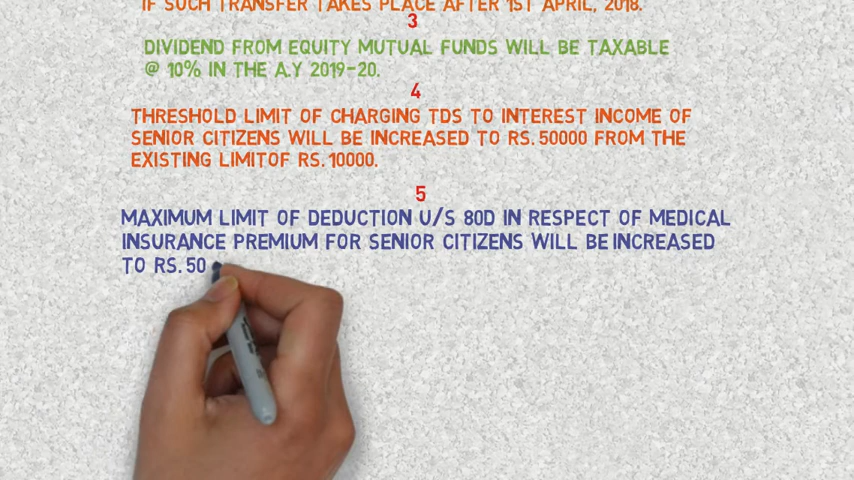 IF SUCH TRANSFER TAKES PLACE AFTER 1ST APRIL, 2018.
3
DIVIDEND FROM EQUITY MUTUAL FUNDS WILL BE TAXABLE
@ 10% IN THE A.Y 2019-20.
4
THRESHOLD LIMIT OF CHARGING TDS TO INTEREST INCOME OF
SENIOR CITIZENS WILL BE INCREASED TO RS. 50000 FROM THE
EXISTING LIMITOF RS. 10000.
5
MAXIMUM LIMIT OF DEDUCTION U/S 80D IN RESPECT OF MEDICAL
INSURANCE PREMIUM FOR SENIOR CITIZENS WILL BE INCREASED
TO RS. 50